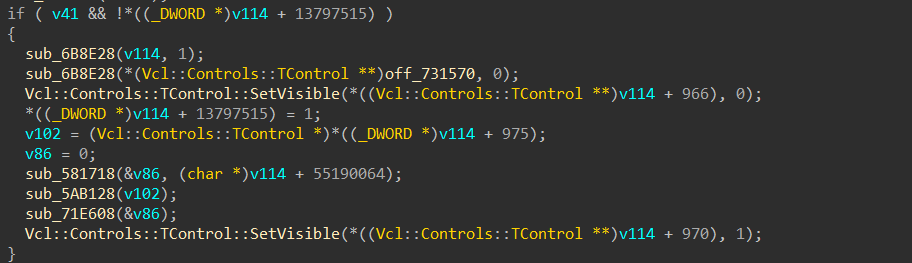 if ( v41 && !*((_DWORD *)v114 + 13797515) )
{
sub_6B8E28(v114, 1);
sub_6B8E28(*(Vcl::Controls::TControl **)off_731570, 0);
Vcl::Controls::TControl::SetVisible(*((Vcl::Controls::TControl **)v114 + 966), 0);
*((_DWORD *)v114 + 13797515) = 1;
v102 = (Vcl::Controls::TControl *)*((_DWORD *)v114 + 975);
v86 = 0;
sub_581718(&v86, (char *)v114 + 55190064);
sub_5AB128(v102);
sub_71E608(&v86);
Vcl::Controls::TControl::SetVisible(*((Vcl::Controls::TControl **)v114 + 970), 1);
}